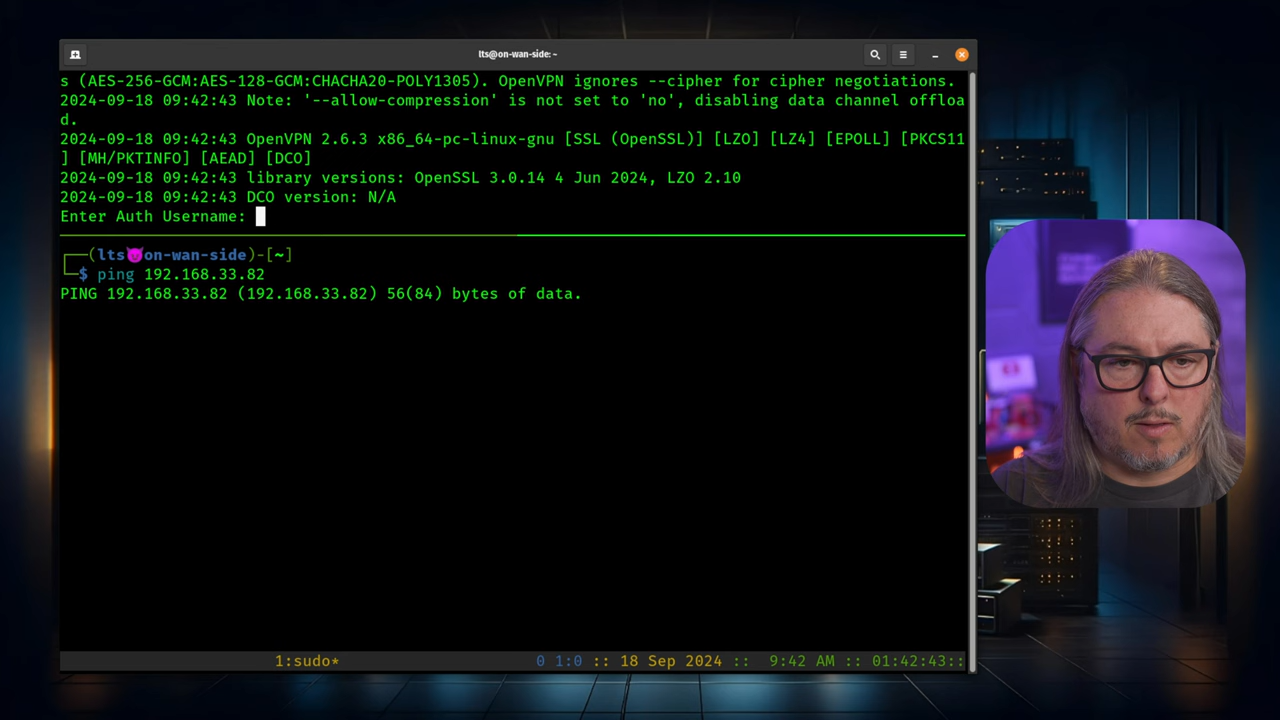 lts@on-wan-side: ~
s (AES-256-GCM:AES-128-GCM:CHACHA20-POLY1305). OpenVPN ignores --cipher for cipher negotiations.
2024-09-18 09:42:43 Note: '--allow-compression' is not set to 'no', disabling data channel offloa
d.
2024-09-18 09:42:43 OpenVPN 2.6.3 x86_64-pc-linux-gnu [SSL (OpenSSL)] [LZO] [LZ4] [EPOLL] [PKCS11
] [MH/PKTINFO] [AEAD] [DCO]
2024-09-18 09:42:43 library versions: OpenSSL 3.0.14 4 Jun 2024, LZO 2.10
2024-09-18 09:42:43 DCO version: N/A
Enter Auth Username:
┌──(lts😈on-wan-side)-[~]
└─$ ping 192.168.33.82
PING 192.168.33.82 (192.168.33.82) 56(84) bytes of data.
1:sudo* 0 1:0 :: 18 Sep 2024 :: 9:42 AM :: 01:42:43::